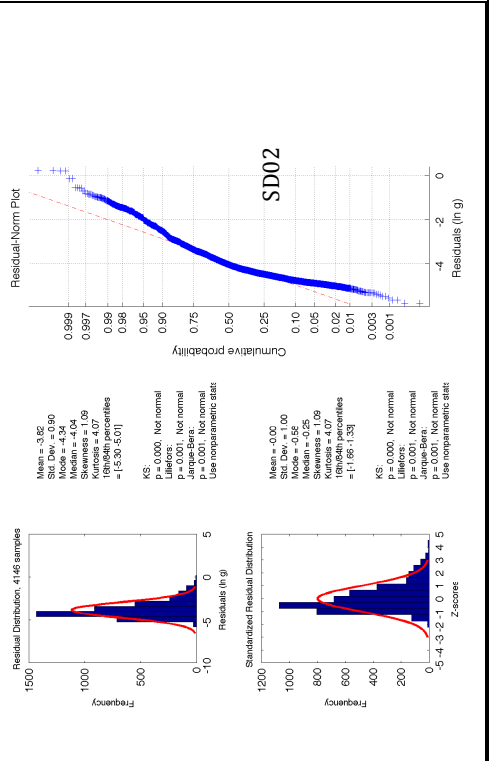 Residual Distribution, 4146 samples
1500
1000
500
0
Frequency
-10
-5
0
5
Residuals (ln g)
Mean = -3.82
Std. Dev. = 0.90
Mode = -4.34
Median = -4.04
Skewness = 1.09
Kurtosis = 4.07
16th/84th percentiles
= [-5.30 -5.01]
KS:
p = 0.000, Not normal
Lillefors:
p = 0.001, Not normal
Jarque-Bera:
p = 0.001, Not normal
Use nonparametric stats
Residual-Norm Plot
0.9999
0.9997
0.99
0.98
0.95
0.90
0.75
0.50
0.25
0.10
0.05
0.02
0.01
0.003
0.001
Cumulative probability
-4
-2
0
Residuals (ln g)
SD02
Standardized Residual Distribution
1200
1000
800
600
400
200
0
Frequency
-5 -4 -3 -2 -1 0 1 2 3 4 5
Z-scores
Mean = -0.00
Std. Dev. = 1.00
Mode = -0.58
Median = -0.25
Skewness = 1.09
Kurtosis = 4.07
16th/84th percentiles
= [-1.66 -1.33]
KS:
p = 0.000, Not normal
Lillefors:
p = 0.001, Not normal
Jarque-Bera:
p = 0.001, Not normal
Use nonparametric stats